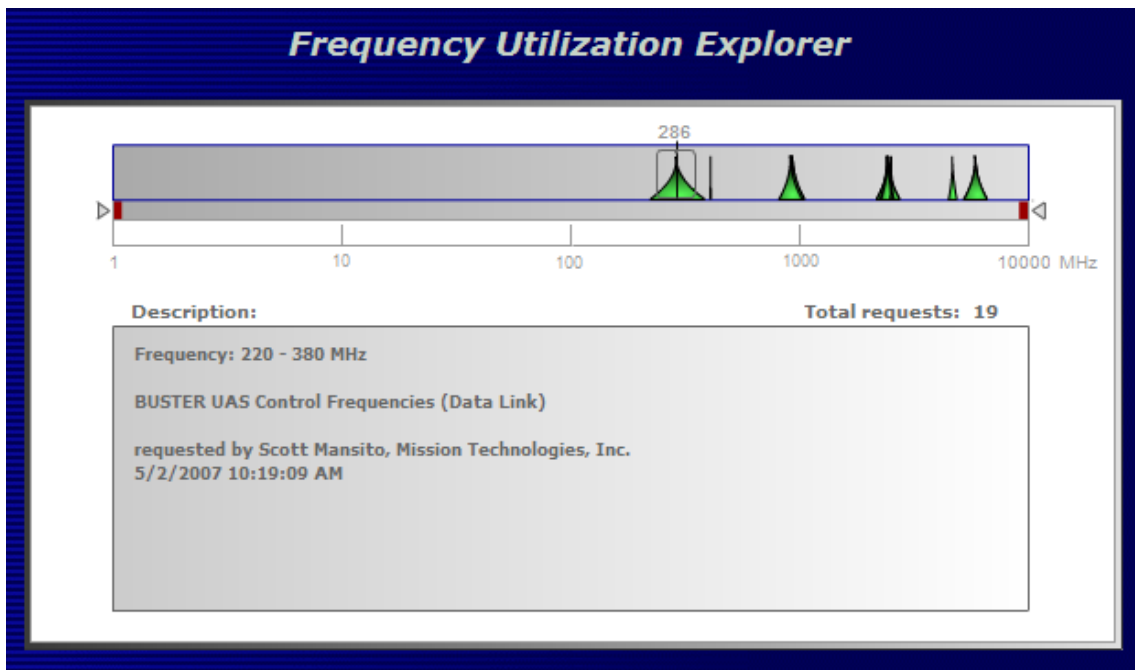 Frequency Utilization Explorer
286
1 10 100 1000 10000 MHz
Description: Total requests: 19
Frequency: 220 - 380 MHz
BUSTER UAS Control Frequencies (Data Link)
requested by Scott Mansito, Mission Technologies, Inc.
5/2/2007 10:19:09 AM